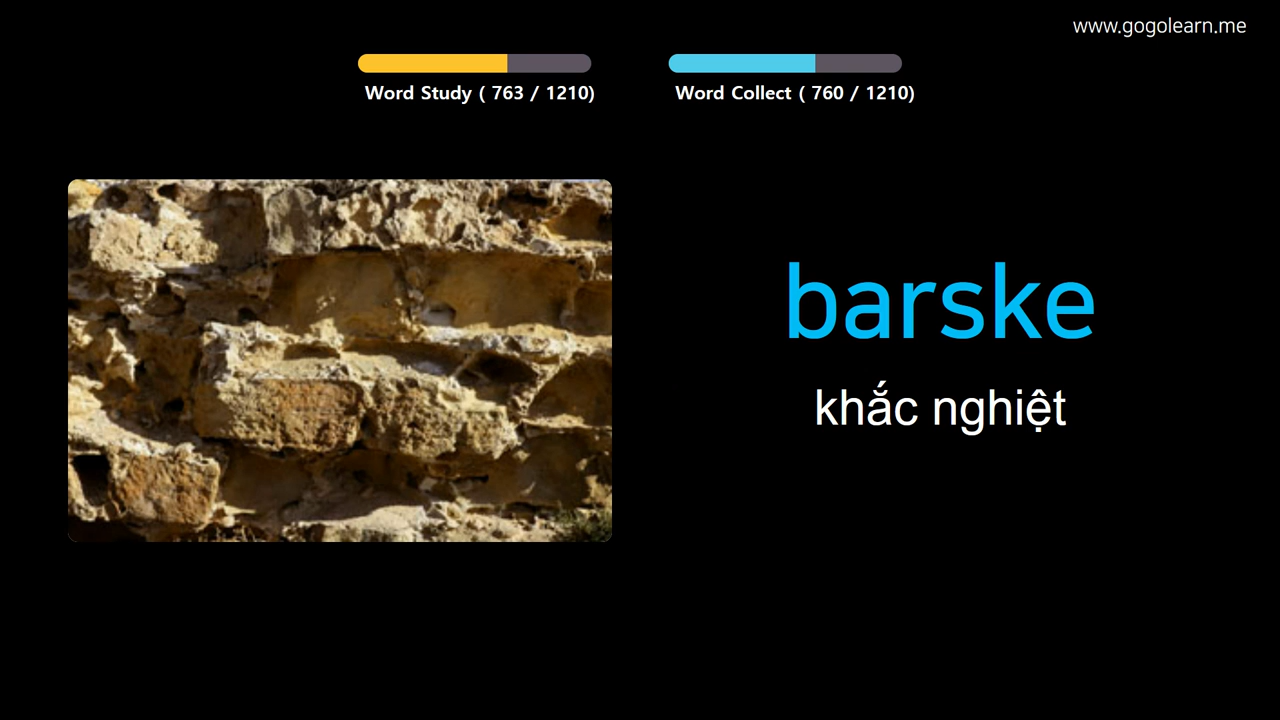 www.gogolearn.me
Word Study ( 763 / 1210)
Word Collect ( 760 / 1210)
barske
khắc nghiệt